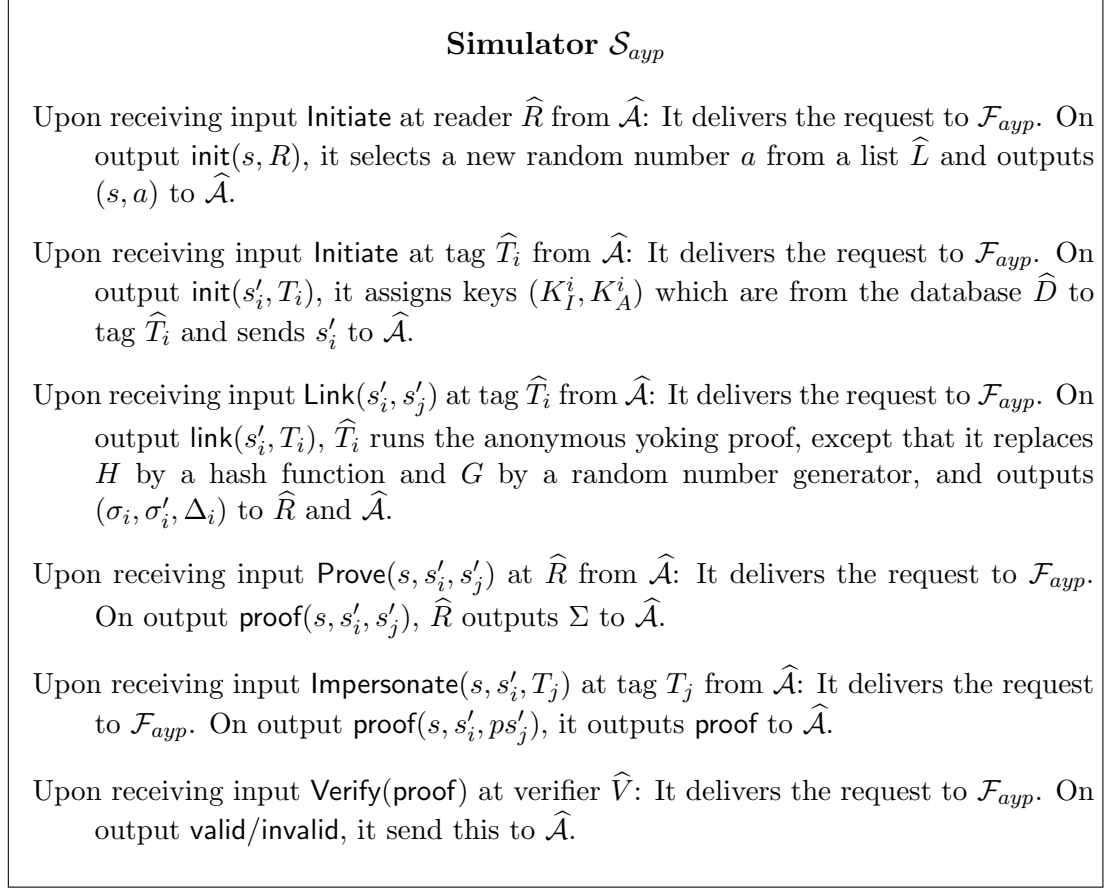 Simulator 𝒮_ayp
Upon receiving input Initiate at reader R̂ from 𝒜̂: It delivers the request to ℱ_ayp. On
output init(s, R), it selects a new random number a from a list L̂ and outputs
(s, a) to 𝒜̂.
Upon receiving input Initiate at tag T̂_i from 𝒜̂: It delivers the request to ℱ_ayp. On
output init(s′_i, T_i), it assigns keys (K^i_I, K^i_A) which are from the database D̂ to
tag T̂_i and sends s′_i to 𝒜̂.
Upon receiving input Link(s′_i, s′_j) at tag T̂_i from 𝒜̂: It delivers the request to ℱ_ayp. On
output link(s′_i, T_i), T̂_i runs the anonymous yoking proof, except that it replaces
H by a hash function and G by a random number generator, and outputs
(σ_i, σ′_i, Δ_i) to R̂ and 𝒜̂.
Upon receiving input Prove(s, s′_i, s′_j) at R̂ from 𝒜̂: It delivers the request to ℱ_ayp.
On output proof(s, s′_i, s′_j), R̂ outputs Σ to 𝒜̂.
Upon receiving input Impersonate(s, s′_i, T_j) at tag T_j from 𝒜̂: It delivers the request
to ℱ_ayp. On output proof(s, s′_i, ps′_j), it outputs proof to 𝒜̂.
Upon receiving input Verify(proof) at verifier V̂: It delivers the request to ℱ_ayp. On
output valid/invalid, it send this to 𝒜̂.